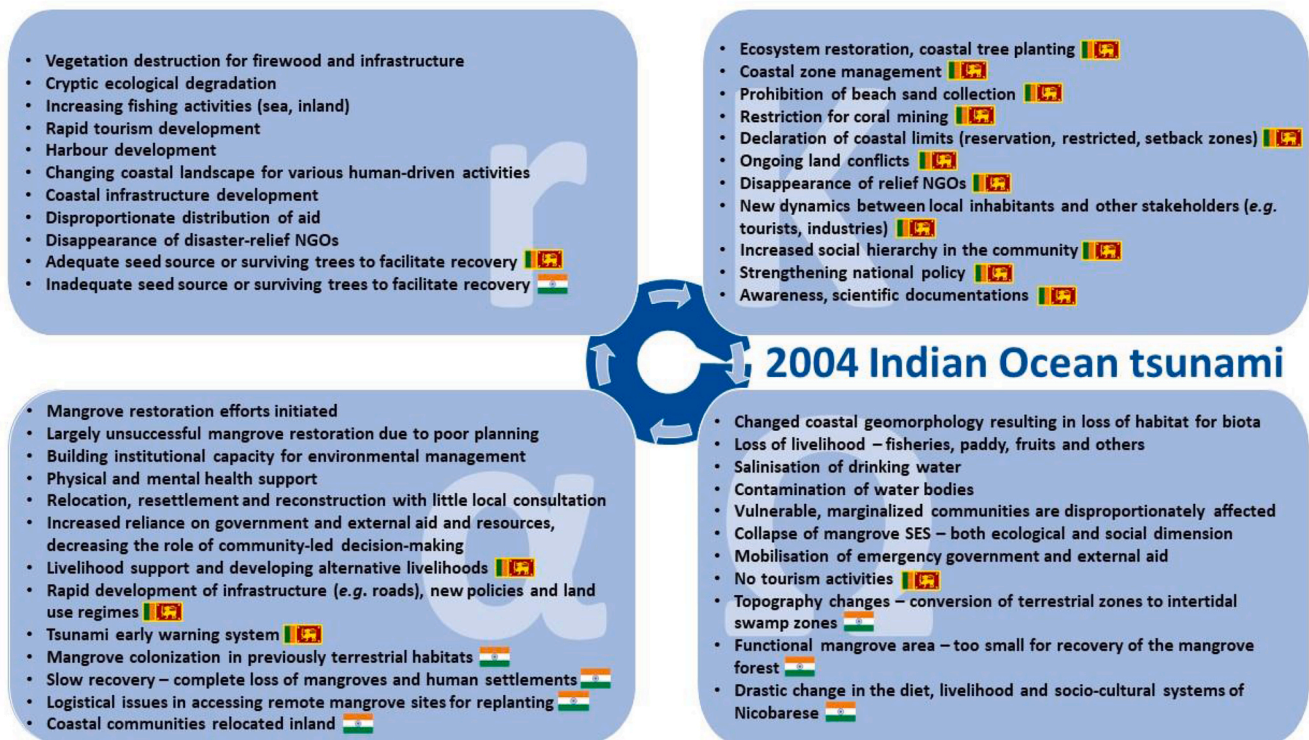 • Vegetation destruction for firewood and infrastructure
• Cryptic ecological degradation
• Increasing fishing activities (sea, inland)
• Rapid tourism development
• Harbour development
• Changing coastal landscape for various human-driven activities
• Coastal infrastructure development
• Disproportionate distribution of aid
• Disappearance of disaster-relief NGOs
• Adequate seed source or surviving trees to facilitate recovery
• Inadequate seed source or surviving trees to facilitate recovery
r
• Ecosystem restoration, coastal tree planting
• Coastal zone management
• Prohibition of beach sand collection
• Restriction for coral mining
• Declaration of coastal limits (reservation, restricted, setback zones)
• Ongoing land conflicts
• Disappearance of relief NGOs
• New dynamics between local inhabitants and other stakeholders (e.g.
tourists, industries)
• Increased social hierarchy in the community
• Strengthening national policy
• Awareness, scientific documentations
K
2004 Indian Ocean tsunami
• Mangrove restoration efforts initiated
• Largely unsuccessful mangrove restoration due to poor planning
• Building institutional capacity for environmental management
• Physical and mental health support
• Relocation, resettlement and reconstruction with little local consultation
• Increased reliance on government and external aid and resources,
decreasing the role of community-led decision-making
• Livelihood support and developing alternative livelihoods
• Rapid development of infrastructure (e.g. roads), new policies and land
use regimes
• Tsunami early warning system
• Mangrove colonization in previously terrestrial habitats
• Slow recovery – complete loss of mangroves and human settlements
• Logistical issues in accessing remote mangrove sites for replanting
• Coastal communities relocated inland
α
• Changed coastal geomorphology resulting in loss of habitat for biota
• Loss of livelihood – fisheries, paddy, fruits and others
• Salinisation of drinking water
• Contamination of water bodies
• Vulnerable, marginalized communities are disproportionately affected
• Collapse of mangrove SES – both ecological and social dimension
• Mobilisation of emergency government and external aid
• No tourism activities
• Topography changes – conversion of terrestrial zones to intertidal
swamp zones
• Functional mangrove area – too small for recovery of the mangrove
forest
• Drastic change in the diet, livelihood and socio-cultural systems of
Nicobarese
Ω